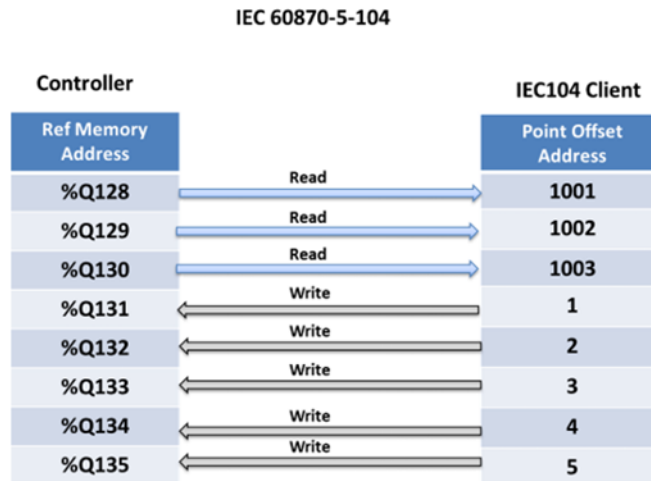 IEC 60870-5-104
Controller
IEC104 Client
Ref Memory
Address
Point Offset
Address
%Q128 Read 1001
%Q129 Read 1002
%Q130 Read 1003
%Q131 Write 1
%Q132 Write 2
%Q133 Write 3
%Q134 Write 4
%Q135 Write 5